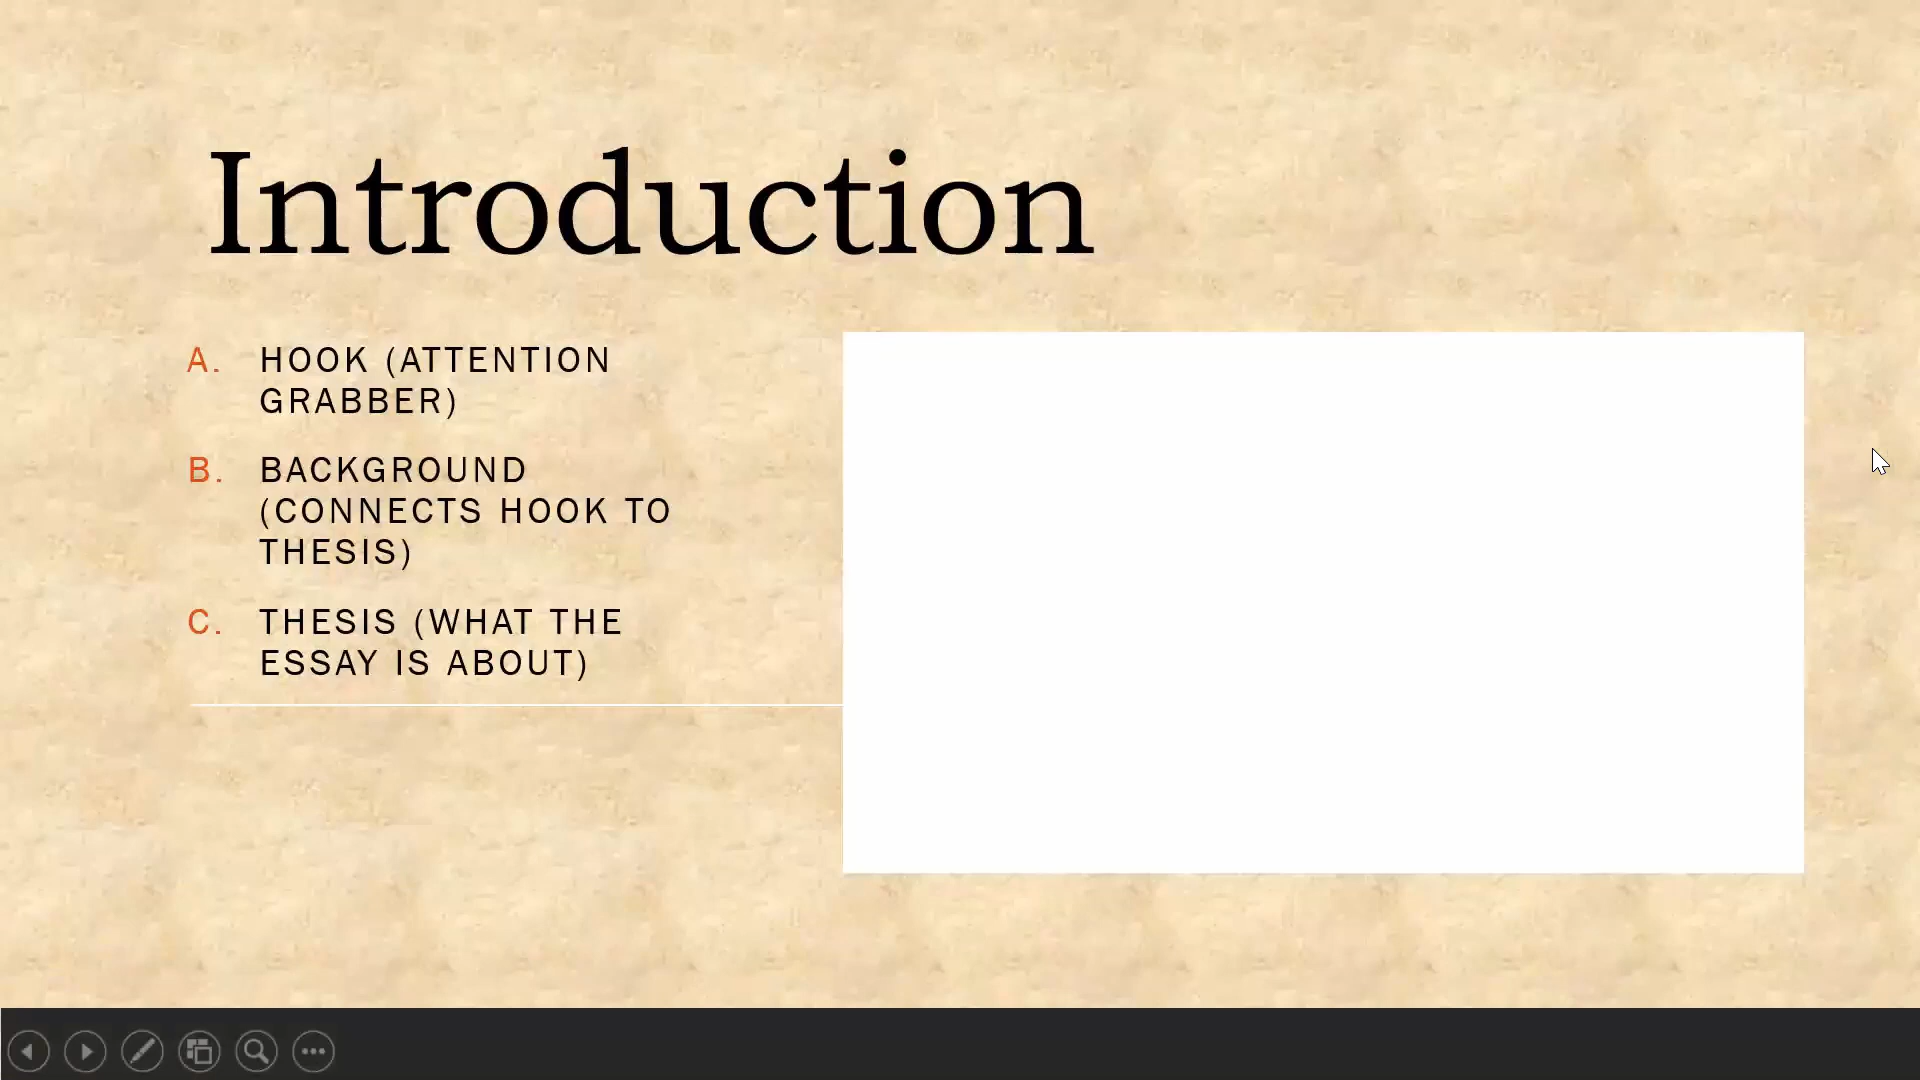 Introduction
A. HOOK (ATTENTION
GRABBER)
B. BACKGROUND
(CONNECTS HOOK TO
THESIS)
C. THESIS (WHAT THE
ESSAY IS ABOUT)